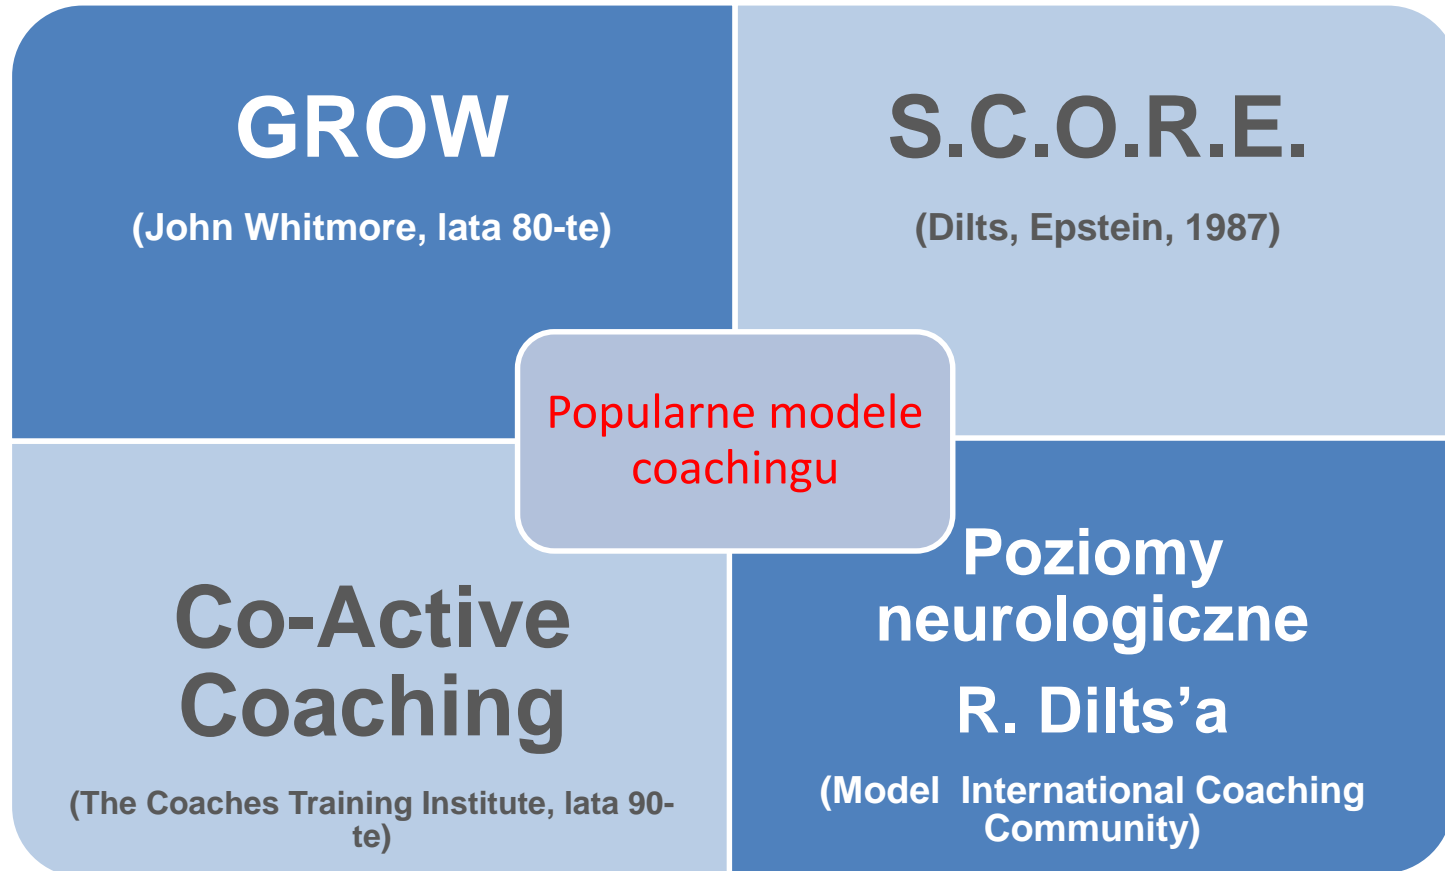 GROW
(John Whitmore, lata 80-te)
S.C.O.R.E.
(Dilts, Epstein, 1987)
Popularne modele
coachingu
Co-Active
Coaching
(The Coaches Training Institute, lata 90-
te)
Poziomy
neurologiczne
R. Dilts’a
(Model  International Coaching
Community)